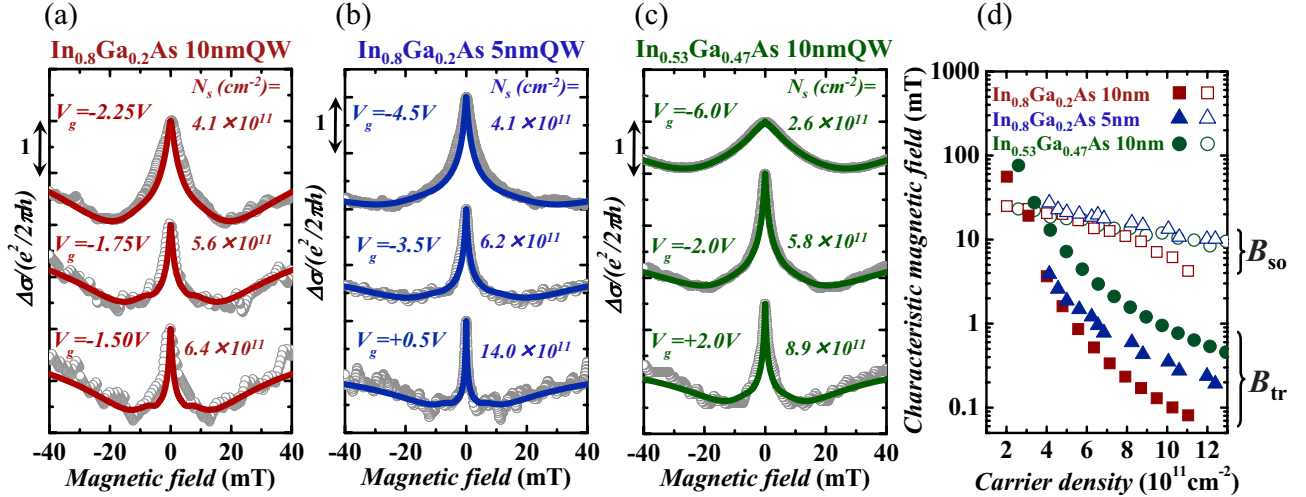 (a)
In0.8Ga0.2As 10nmQW
Ns (cm-2)=
Vg=-2.25V
4.1 ×10^11
Vg=-1.75V
5.6 ×10^11
Vg=-1.50V
6.4 ×10^11
1
Δσ/(e²/2πh)
-40 -20 0 20 40
Magnetic field (mT)
(b)
In0.8Ga0.2As 5nmQW
Ns (cm-2)=
Vg=-4.5V
4.1 ×10^11
Vg=-3.5V
6.2 ×10^11
Vg=+0.5V
14.0 ×10^11
1
Δσ/(e²/2πh)
-40 -20 0 20 40
Magnetic field (mT)
(c)
In0.53Ga0.47As 10nmQW
Ns (cm-2)=
Vg=-6.0V
2.6 ×10^11
Vg=-2.0V
5.8 ×10^11
Vg=+2.0V
8.9 ×10^11
1
Δσ/(e²/2πh)
-40 -20 0 20 40
Magnetic field (mT)
(d)
In0.8Ga0.2As 10nm
In0.8Ga0.2As 5nm
In0.53Ga0.47As 10nm
Bso
Btr
1000
100
10
1
0.1
Characteristic magnetic field (mT)
0 2 4 6 8 10 12
Carrier density (10^11cm-2)